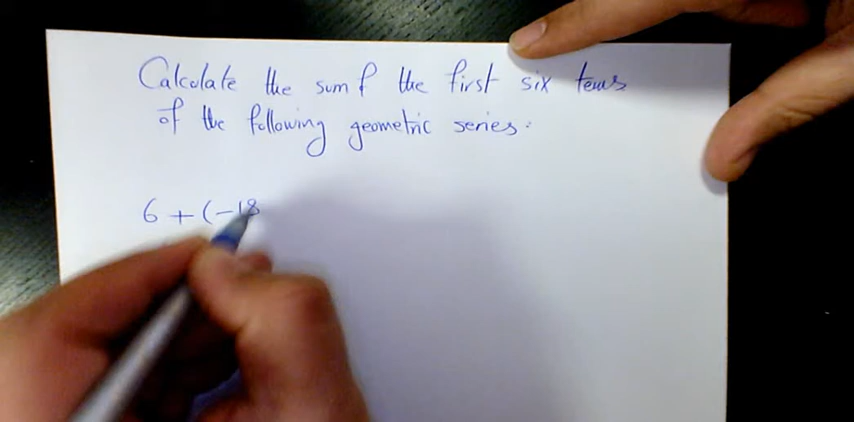 Calculate the sum f the first six tems
of the following geometric series:
6 + (-18